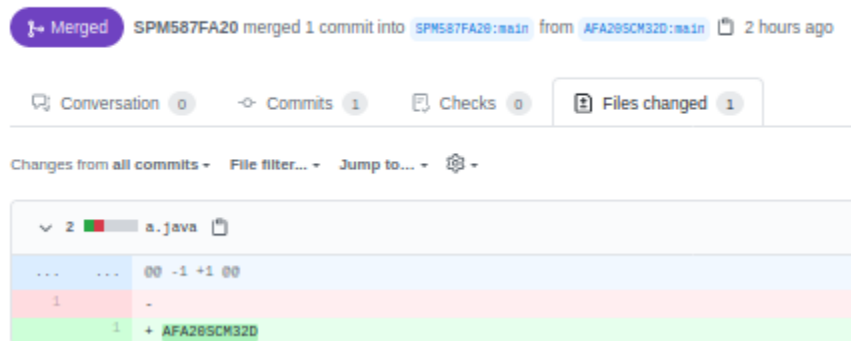 Merged SPM587FA20 merged 1 commit into SPM587FA20:main from AFA20SCM32D:main 2 hours ago
Conversation 0 Commits 1 Checks 0 Files changed 1
Changes from all commits File filter... Jump to...
2 a.java
... ... @@ -1 +1 @@
1 -
1 + AFA20SCM32D